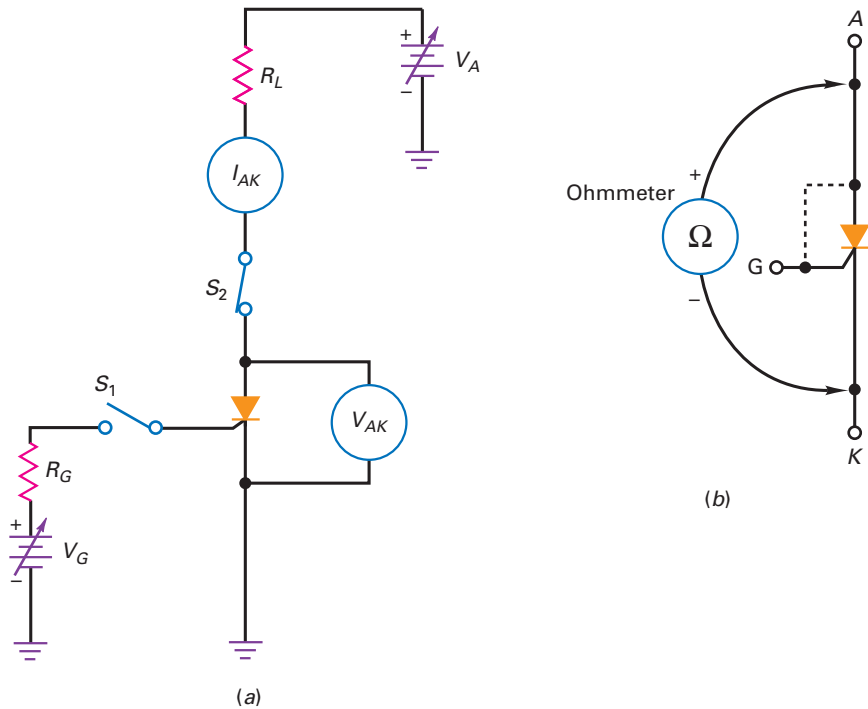 +
V_A
−
R_L
I_AK
S_2
S_1
V_AK
R_G
+
V_G
−
(a)
A
+
Ohmmeter
Ω
G
−
K
(b)